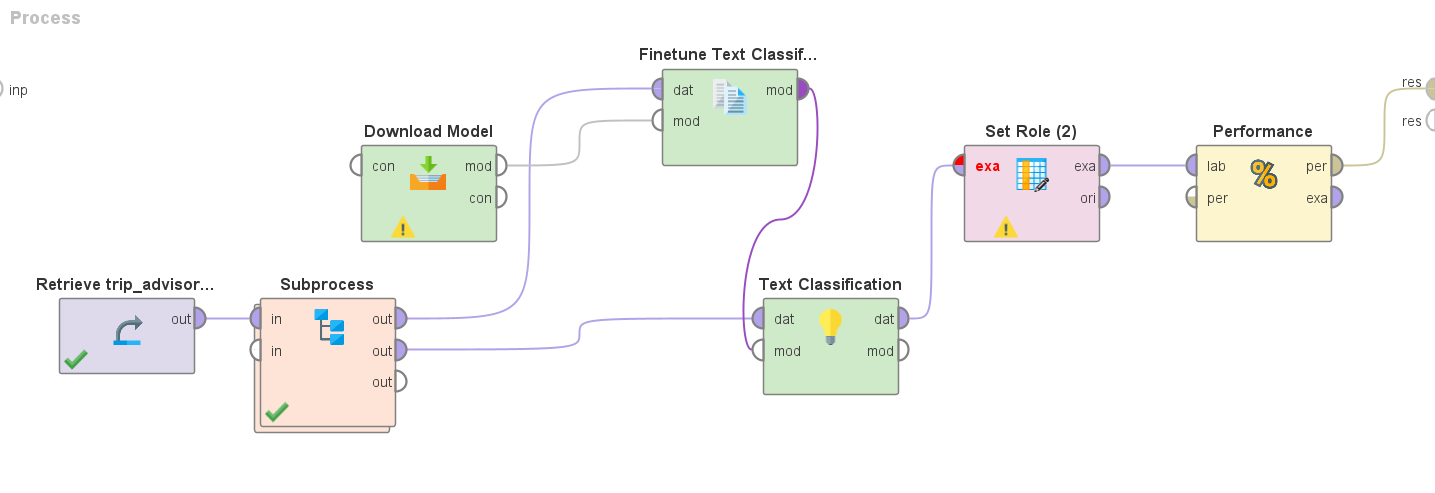 Process
inp
Finetune Text Classif...
dat
mod
mod
Download Model
con
mod
con
Retrieve trip_advisor...
out
Subprocess
in
out
in
out
out
Text Classification
dat
dat
mod
mod
Set Role (2)
exa
exa
ori
Performance
lab
per
per
exa
%
res
res